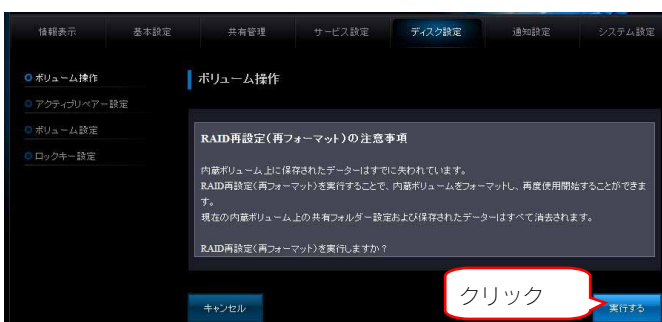 情報表示 基本設定 共有管理 サービス設定 ディスク設定 通知設定 システム設定
ボリューム操作
アクティブリペアー設定
ボリューム設定
ロックキー設定
ボリューム操作
RAID再設定(再フォーマット)の注意事項
内蔵ボリューム上に保存されたデーターはすでに失われています。
RAID再設定(再フォーマット)を実行することで、内蔵ボリュームをフォーマットし、再度使用開始することができま
す。
現在の内蔵ボリューム上の共有フォルダー設定および保存されたデーターはすべて消去されます。
RAID再設定(再フォーマット)を実行しますか？
キャンセル
クリック
実行する